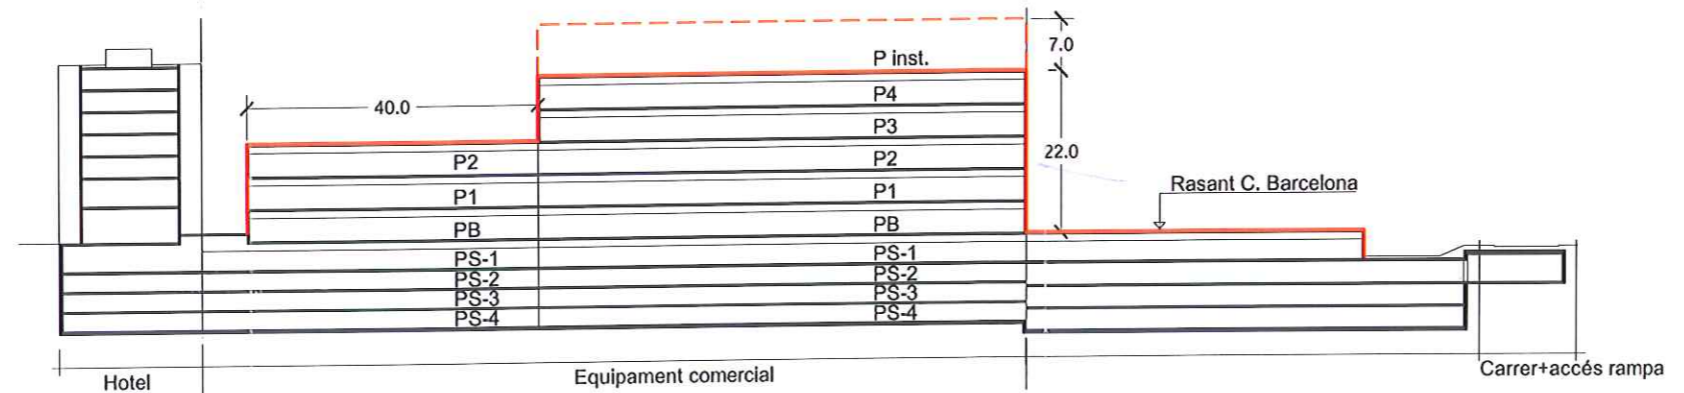 7.0
P inst.
P4
40.0
P3
22.0
P2
P2
P1
P1
Rasant C. Barcelona
PB
PB
PS-1
PS-1
PS-2
PS-2
PS-3
PS-3
PS-4
PS-4
Hotel
Equipament comercial
Carrer+accés rampa